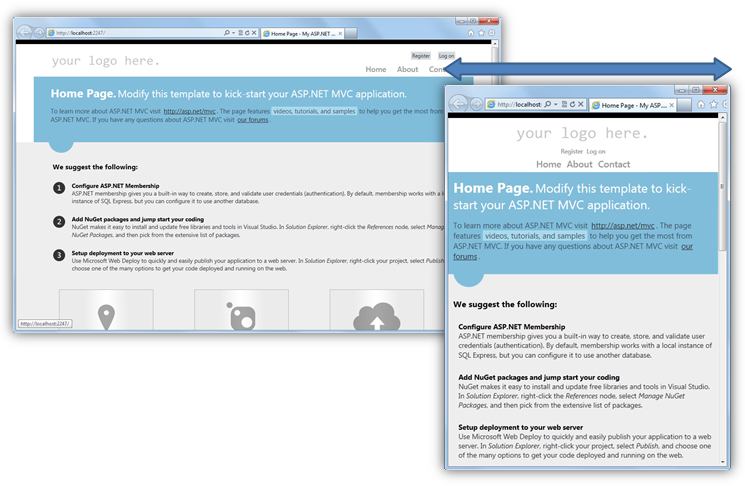 http://localhost:2247/
Home Page - My ASP.NET ...
your logo here.
Register Log on
Home About Cont
Home Page. Modify this template to kick-start your ASP.NET MVC application.
To learn more about ASP.NET MVC visit http://asp.net/mvc. The page features videos, tutorials, and samples to help you get the most from
ASP.NET MVC. If you have any questions about ASP.NET MVC visit our forums.
We suggest the following:
1 Configure ASP.NET Membership
ASP.NET membership gives you a built-in way to create, store, and validate user credentials (authentication). By default, membership works with a
instance of SQL Express, but you can configure it to use another database.
2 Add NuGet packages and jump start your coding
NuGet makes it easy to install and update free libraries and tools in Visual Studio. In Solution Explorer, right-click the References node, select Manage
NuGet Packages, and then pick from the extensive list of packages.
3 Setup deployment to your web server
Use Microsoft Web Deploy to quickly and easily publish your application to a web server. In Solution Explorer, right-click your project, select Publish, and
choose one of the many options to get your code deployed and running on the web.
http://localhost:2247/
http://localhost:
Home Page - My ASP....
your logo here.
Register Log on
Home About Contact
Home Page. Modify this template to kick-
start your ASP.NET MVC application.
To learn more about ASP.NET MVC visit http://asp.net/mvc. The page
features videos, tutorials, and samples to help you get the most from
ASP.NET MVC. If you have any questions about ASP.NET MVC visit our
forums.
We suggest the following:
Configure ASP.NET Membership
ASP.NET membership gives you a built-in way to create, store, and validate user
credentials (authentication). By default, membership works with a local instance of
SQL Express, but you can configure it to use another database.
Add NuGet packages and jump start your coding
NuGet makes it easy to install and update free libraries and tools in Visual Studio.
In Solution Explorer, right-click the References node, select Manage NuGet
Packages, and then pick from the extensive list of packages.
Setup deployment to your web server
Use Microsoft Web Deploy to quickly and easily publish your application to a web
server. In Solution Explorer, right-click your project, select Publish, and choose one
of the many options to get your code deployed and running on the web.